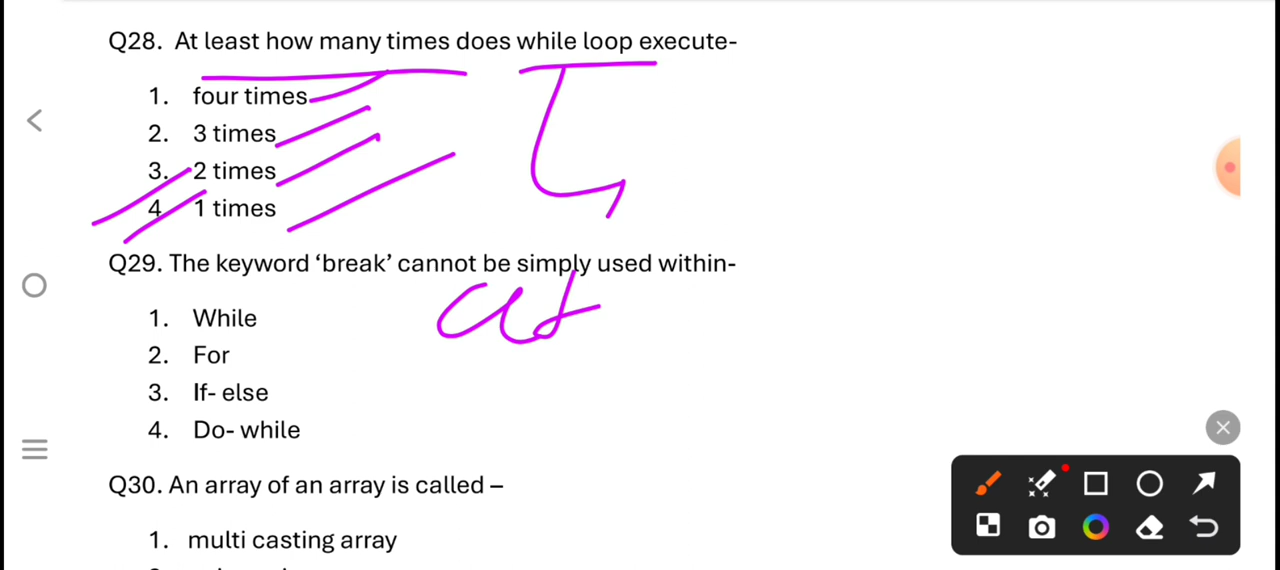 Q28. At least how many times does while loop execute-
1. four times
2. 3 times
3. 2 times
4. 1 times
Q29. The keyword ‘break’ cannot be simply used within-
1. While
2. For
3. If- else
4. Do- while
Q30. An array of an array is called –
1. multi casting array